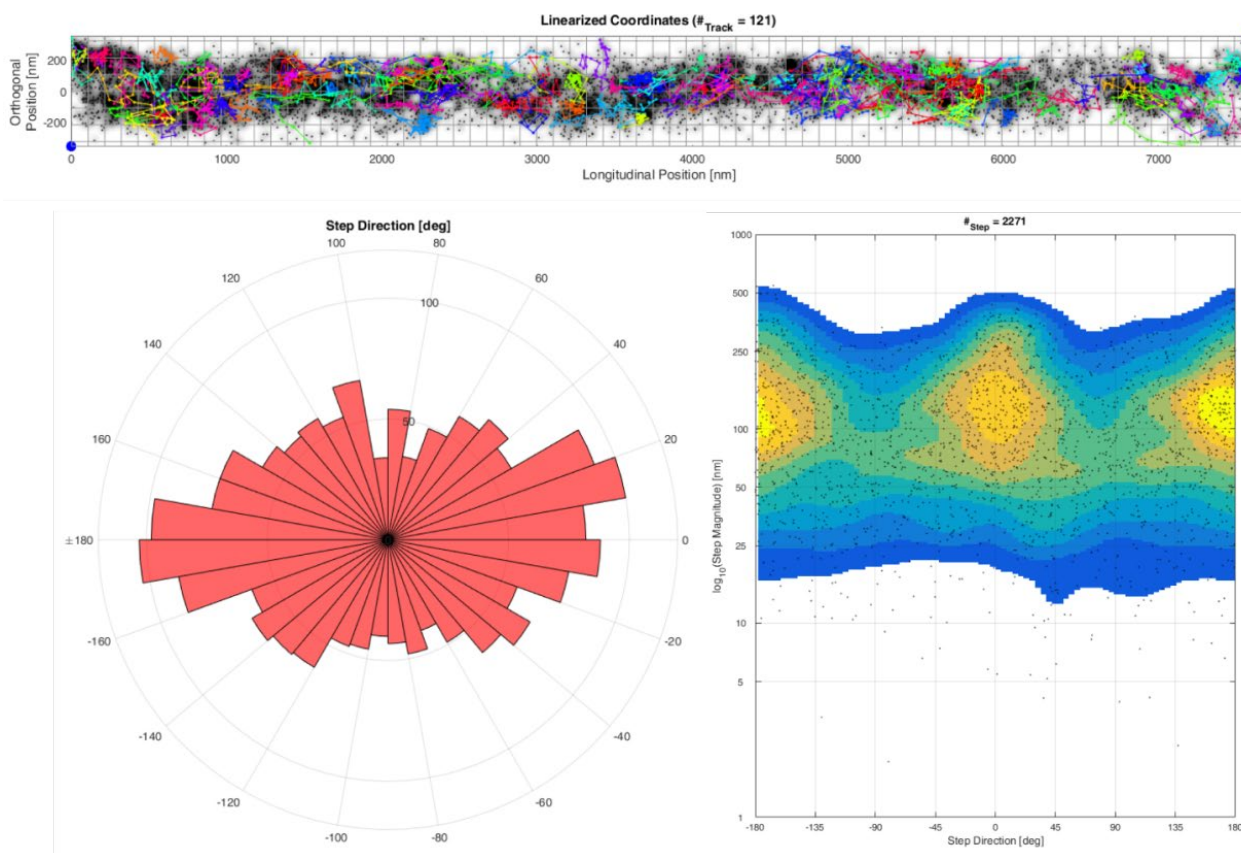 Linearized Coordinates (#Track = 121)
Orthogonal
Position [nm]
200
0
-200
0 1000 2000 3000 4000 5000 6000 7000
Longitudinal Position [nm]
Step Direction [deg]
100 80
120 60
140 40
160 20
±180 0
-160 -20
-140 -40
-120 -60
-100 -80
100
50
#Step = 2271
log10(Step Magnitude) [nm]
1000
500
250
100
50
25
10
5
1
-180 -135 -90 -45 0 45 90 135 180
Step Direction [deg]